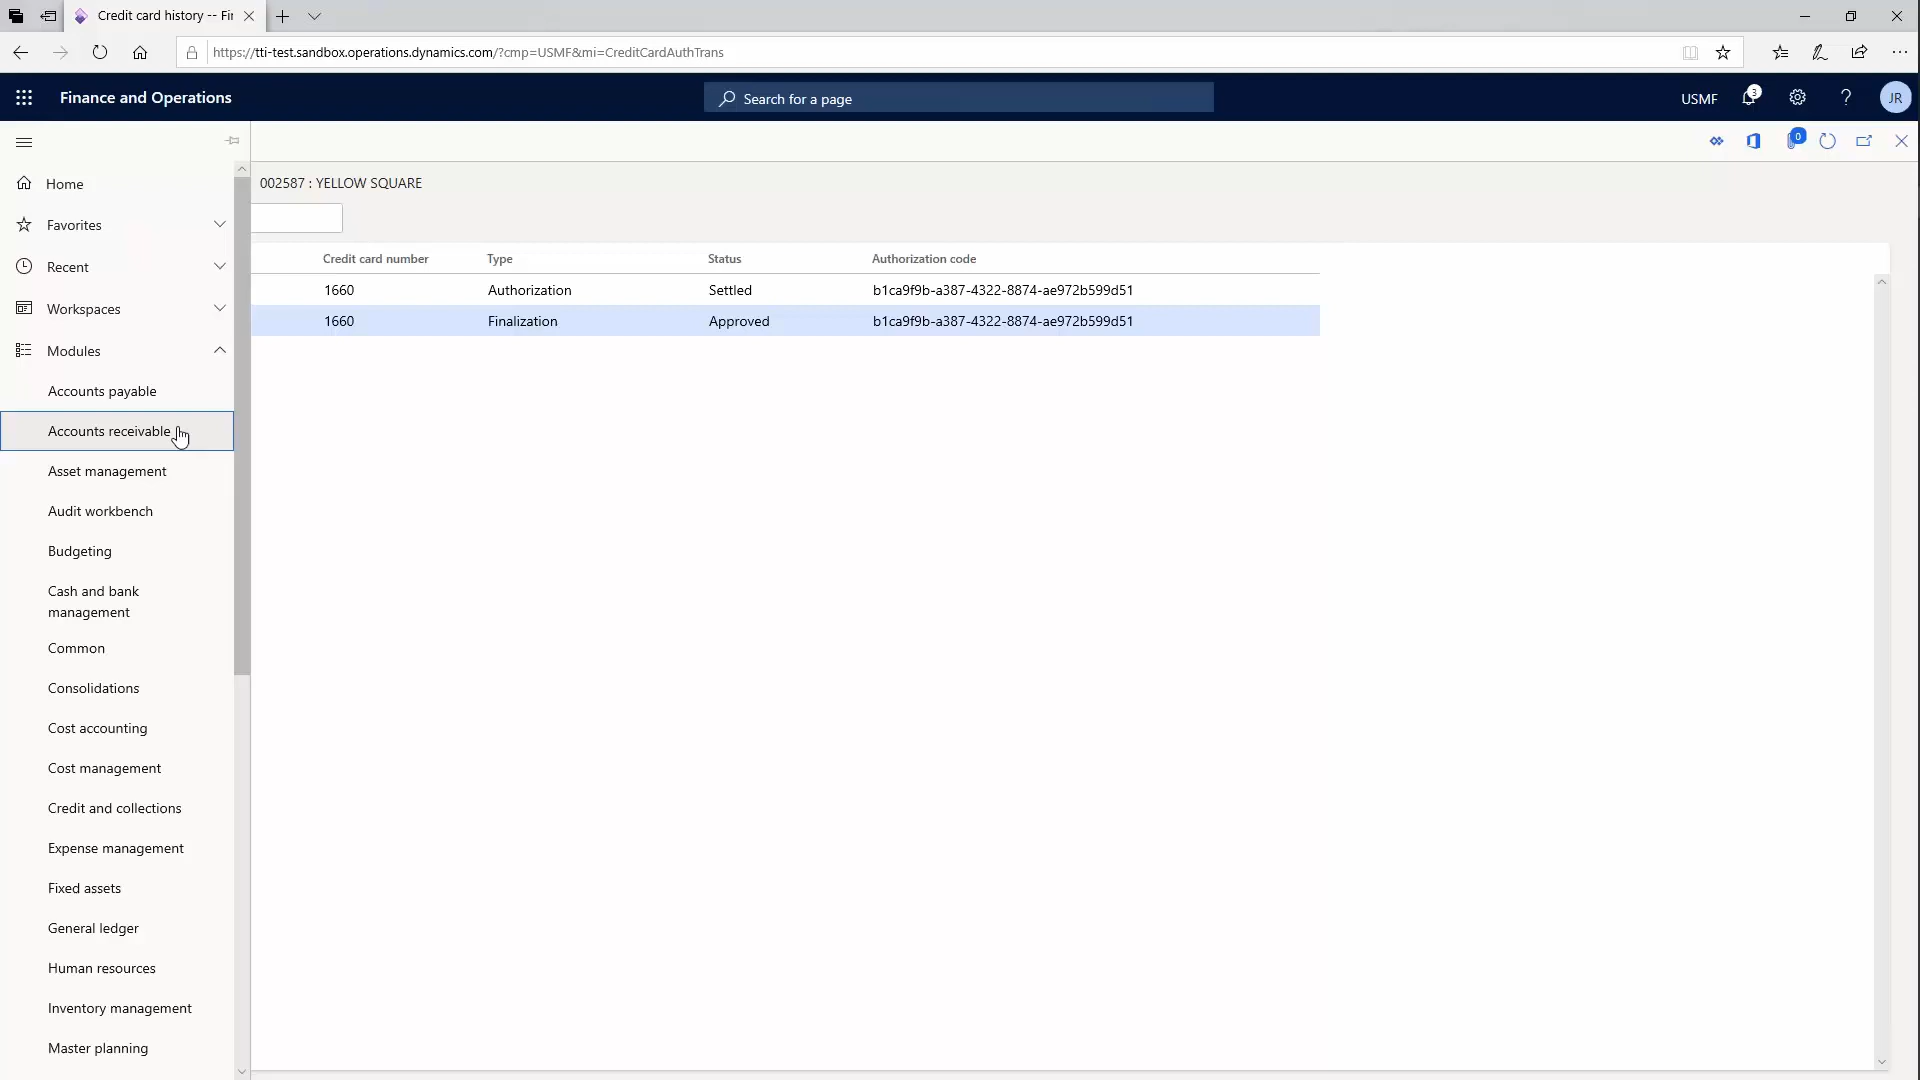 Credit card history -- Fir
https://tti-test.sandbox.operations.dynamics.com/?cmp=USMF&mi=CreditCardAuthTrans
Finance and Operations
Search for a page
USMF
3
?
JR
0
Home
Favorites
Recent
Workspaces
Modules
Accounts payable
Accounts receivable
Asset management
Audit workbench
Budgeting
Cash and bank
management
Common
Consolidations
Cost accounting
Cost management
Credit and collections
Expense management
Fixed assets
General ledger
Human resources
Inventory management
Master planning
002587 : YELLOW SQUARE
Credit card number Type Status Authorization code
1660 Authorization Settled b1ca9f9b-a387-4322-8874-ae972b599d51
1660 Finalization Approved b1ca9f9b-a387-4322-8874-ae972b599d51